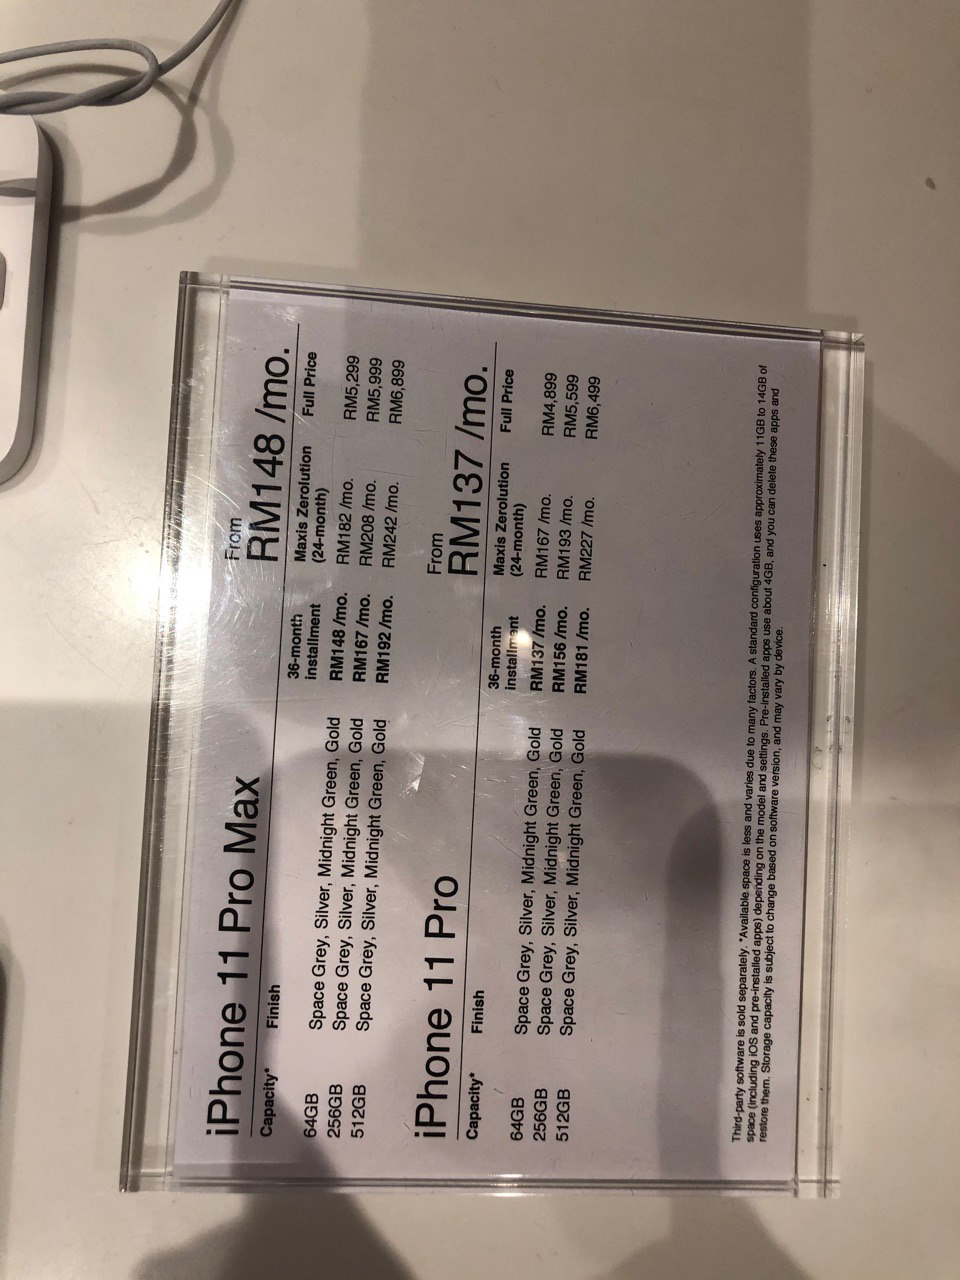 iPhone 11 Pro Max From RM148 /mo.
Capacity* Finish 36-month installment Maxis Zerolution (24-month) Full Price
64GB Space Grey, Silver, Midnight Green, Gold RM148 /mo. RM182 /mo. RM5,299
256GB Space Grey, Silver, Midnight Green, Gold RM167 /mo. RM208 /mo. RM5,999
512GB Space Grey, Silver, Midnight Green, Gold RM192 /mo. RM242 /mo. RM6,899
iPhone 11 Pro From RM137 /mo.
Capacity* Finish 36-month installment Maxis Zerolution (24-month) Full Price
64GB Space Grey, Silver, Midnight Green, Gold RM137 /mo. RM167 /mo. RM4,899
256GB Space Grey, Silver, Midnight Green, Gold RM156 /mo. RM193 /mo. RM5,599
512GB Space Grey, Silver, Midnight Green, Gold RM181 /mo. RM227 /mo. RM6,499
Third-party software is sold separately. *Available space is less and varies due to many factors. A standard configuration uses approximately 11GB to 14GB of
space (including iOS and pre-installed apps) depending on the model and settings. Pre-installed apps use about 4GB, and you can delete these apps and
restore them. Storage capacity is subject to change based on software version, and may vary by device.